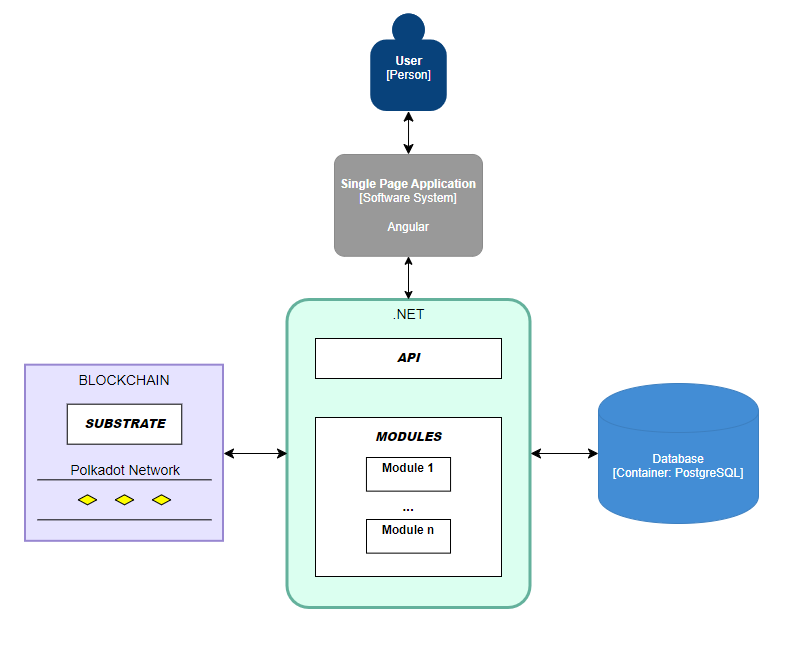 User
[Person]
Single Page Application
[Software System]
Angular
.NET
API
MODULES
Module 1
...
Module n
BLOCKCHAIN
SUBSTRATE
Polkadot Network
Database
[Container: PostgreSQL]